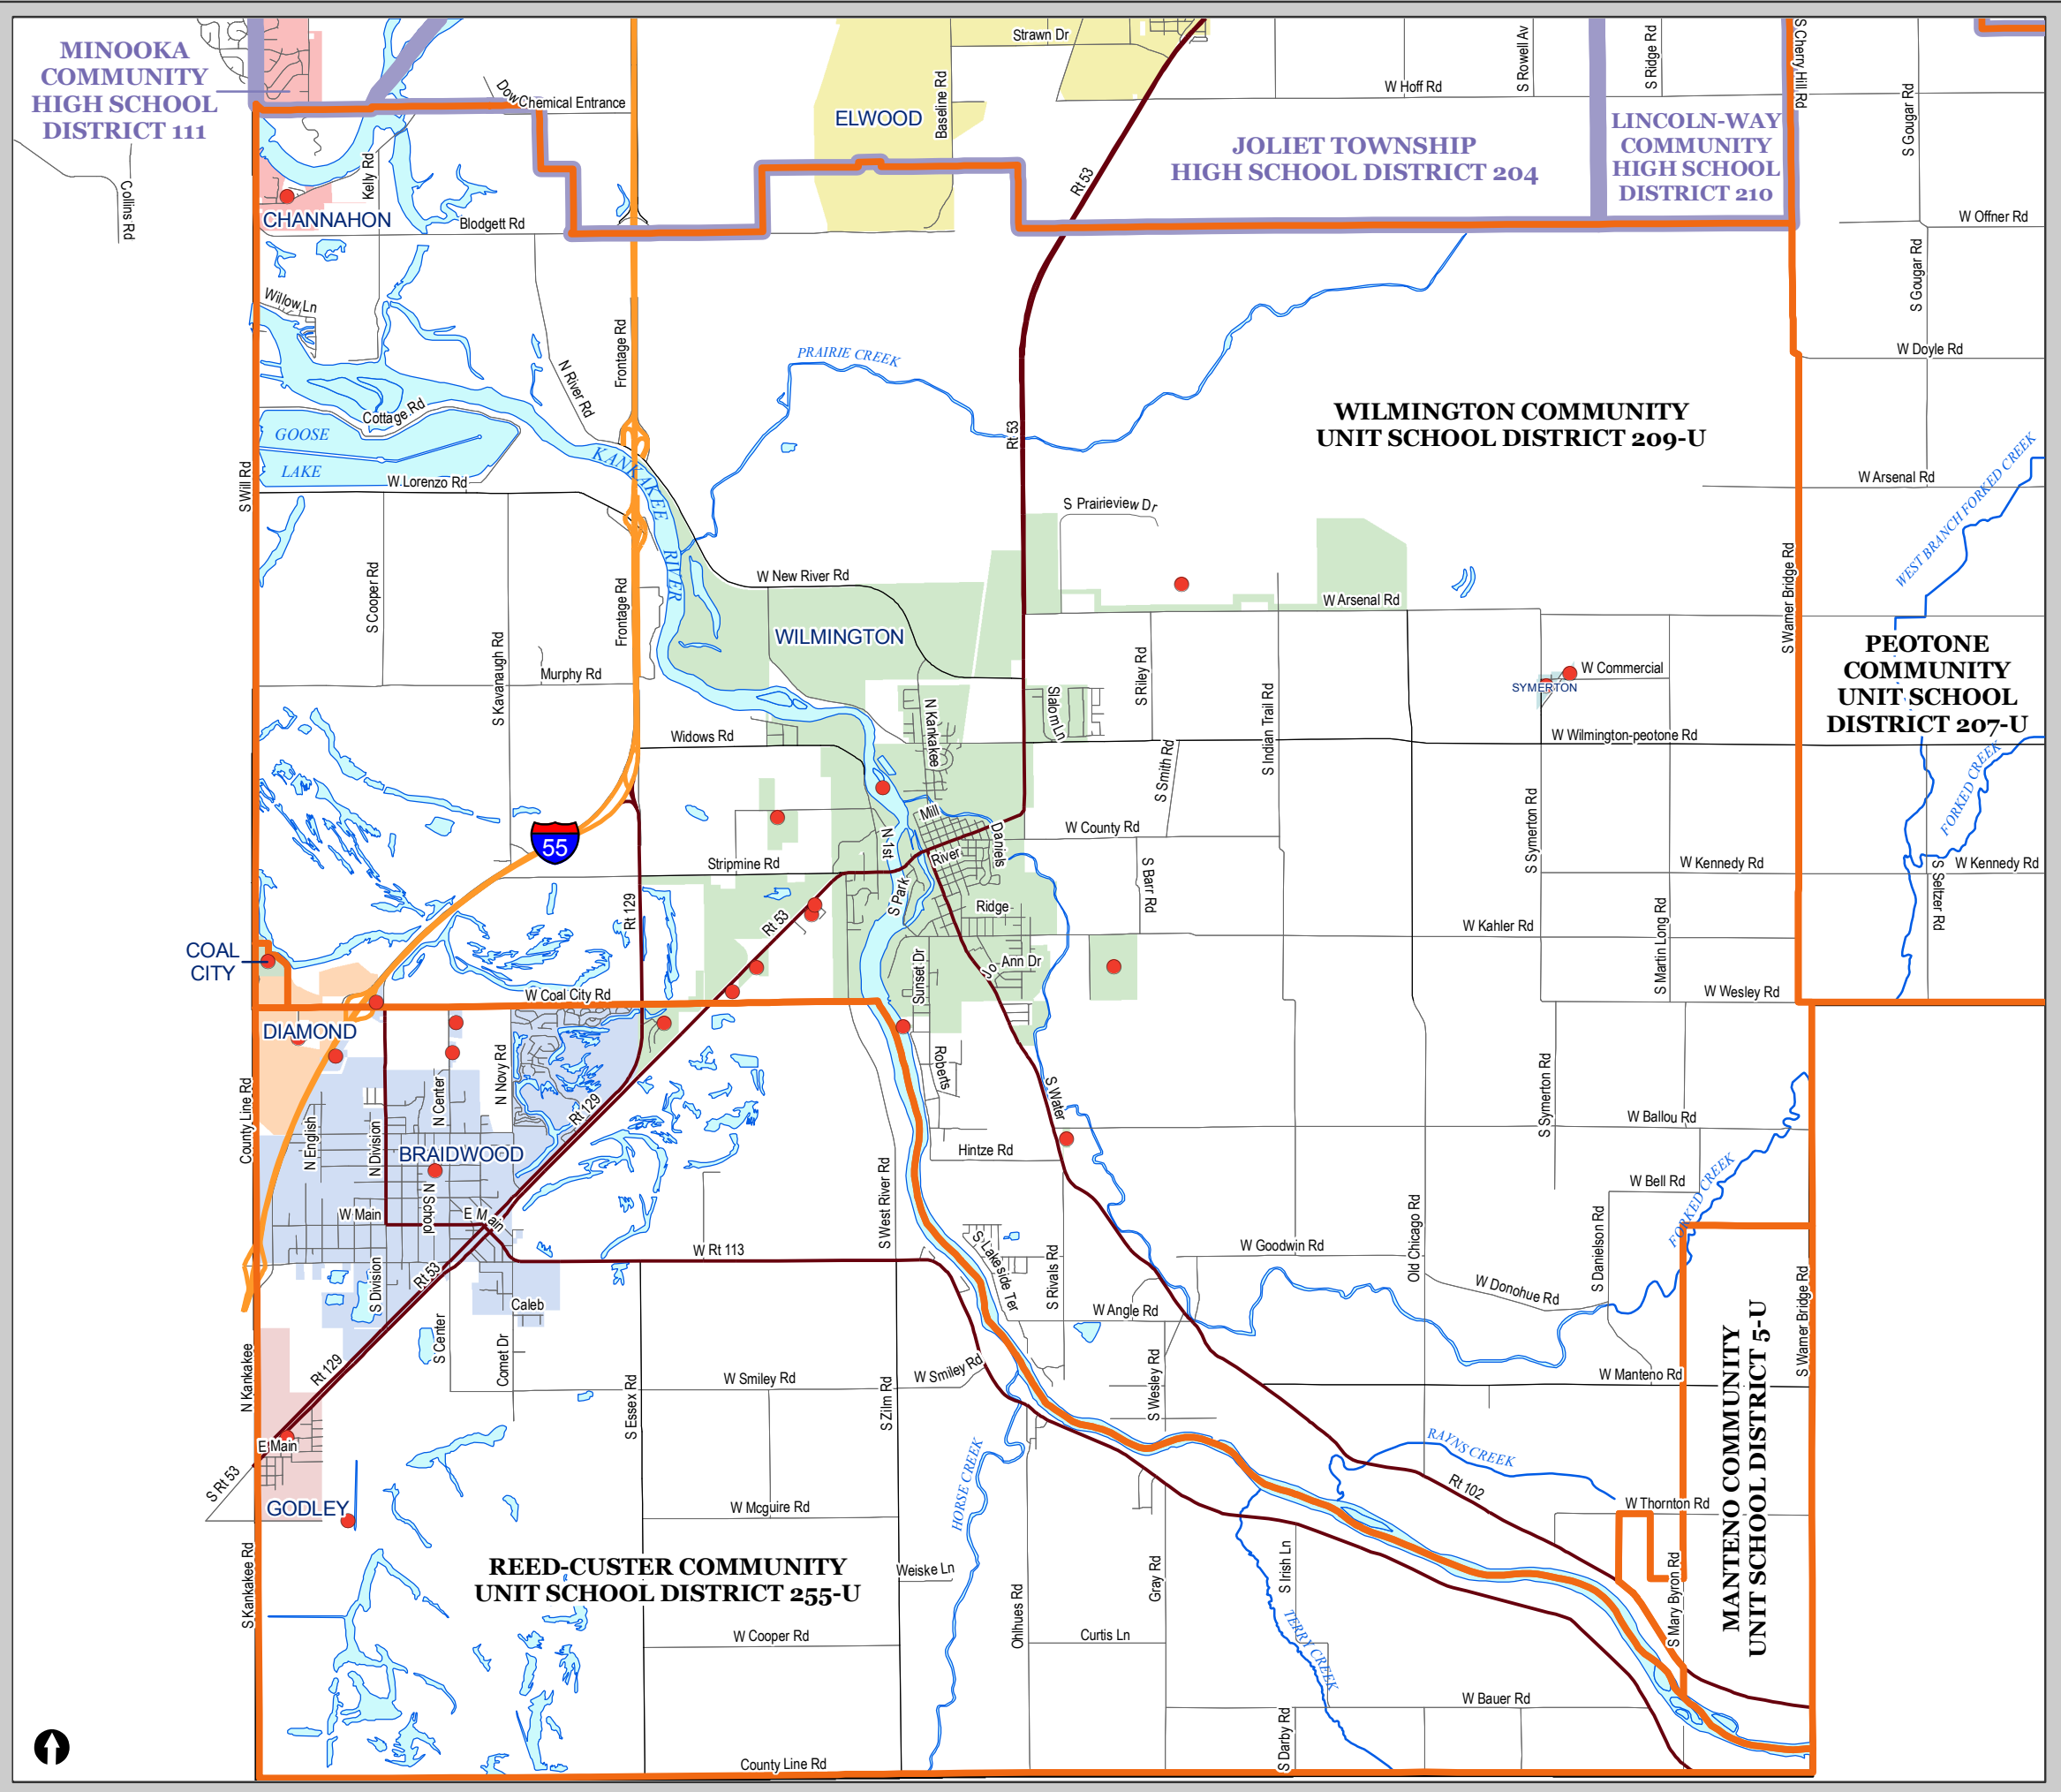 MINOOKA
COMMUNITY
HIGH SCHOOL
DISTRICT 111
Collins Rd
Dow Chemical Entrance
Kelly Rd
CHANNAHON
Blodgett Rd
Willow Ln
Strawn Dr
Baseline Rd
ELWOOD
Rt 53
W Hoff Rd
S Rowell Av
S Ridge Rd
S Cherry Hill Rd
S Gougar Rd
JOLIET TOWNSHIP
HIGH SCHOOL DISTRICT 204
LINCOLN-WAY
COMMUNITY
HIGH SCHOOL
DISTRICT 210
W Offner Rd
S Gougar Rd
W Doyle Rd
Frontage Rd
N River Rd
PRAIRIE CREEK
Cottage Rd
GOOSE
LAKE
W Lorenzo Rd
S Will Rd
KANKAKEE
RIVER
Rt 53
WILMINGTON COMMUNITY
UNIT SCHOOL DISTRICT 209-U
W Arsenal Rd
WEST BRANCH FORKED CREEK
S Prairieview Dr
S Cooper Rd
S Kavanaugh Rd
Frontage Rd
Murphy Rd
W New River Rd
WILMINGTON
W Arsenal Rd
S Warner Bridge Rd
S Riley Rd
S Indian Trail Rd
Slalom Ln
N Kankakee
W Commercial
SYMERTON
PEOTONE
COMMUNITY
UNIT SCHOOL
DISTRICT 207-U
Widows Rd
W Wilmington-peotone Rd
S Smith Rd
FORKED CREEK
55
Mill
Daniels
River
N 1st
W County Rd
S Symerton Rd
Stripmine Rd
S Park
S Barr Rd
W Kennedy Rd
W Kennedy Rd
S Seltzer Rd
Rt 129
Rt 53
Ridge
W Kahler Rd
S Martin Long Rd
COAL
CITY
Jo Ann Dr
Sunset Dr
W Coal City Rd
W Wesley Rd
DIAMOND
County Line Rd
N English
N Division
N Center
N Novy Rd
Rt 129
Roberts
S Water
S Symerton Rd
W Ballou Rd
BRAIDWOOD
Hintze Rd
W Main
N School
E Main
S West River Rd
W Bell Rd
FORKED CREEK
W Rt 113
S Lakeside Ter
S Rivals Rd
W Goodwin Rd
Old Chicago Rd
S Danielson Rd
S Division
Rt 53
Caleb
W Angle Rd
W Donohue Rd
S Warner Bridge Rd
N Kankakee
Rt 129
S Center
Comet Dr
S Essex Rd
W Smiley Rd
S Zilm Rd
W Smiley Rd
S Wesley Rd
W Manteno Rd
MANTENO COMMUNITY
UNIT SCHOOL DISTRICT 5-U
E Main
S Rt 53
GODLEY
HORSE CREEK
RAYNS CREEK
Rt 102
W Mcguire Rd
W Thornton Rd
S Kankakee Rd
REED-CUSTER COMMUNITY
UNIT SCHOOL DISTRICT 255-U
Weiske Ln
Ohlhues Rd
Gray Rd
S Irish Ln
TERRY CREEK
S Mary Byron Rd
W Cooper Rd
Curtis Ln
W Bauer Rd
S Darby Rd
County Line Rd